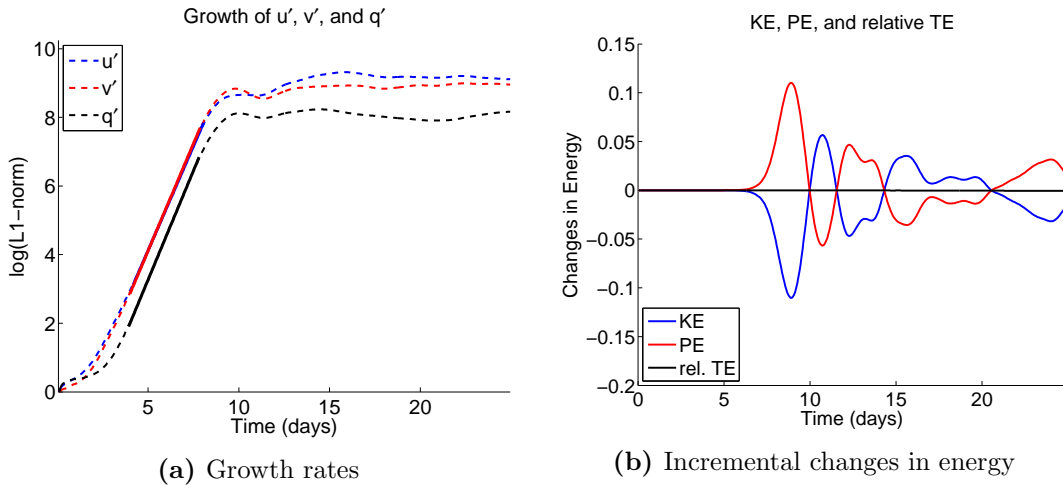 Growth of u′, v′, and q′
10
8
6
4
2
0
u′
v′
q′
log(L1−norm)
5
10
15
20
Time (days)
(a) Growth rates
KE, PE, and relative TE
0.15
0.1
0.05
0
−0.05
−0.1
−0.15
−0.2
Changes in Energy
KE
PE
rel. TE
0
5
10
15
20
Time (days)
(b) Incremental changes in energy